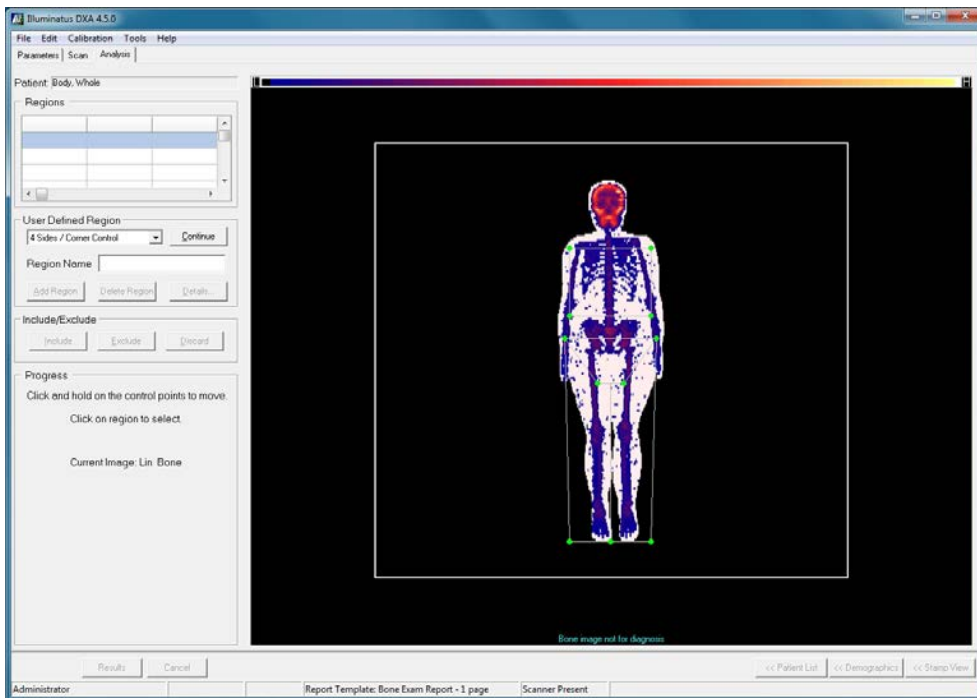 Illuminatus DXA 4.5.0
File Edit Calibration Tools Help
Parameters Scan Analysis
Patient: Body, Whole
Regions
User Defined Region
4 Sides / Corner Control
Continue
Region Name
Add Region Delete Region Details...
Include/Exclude
Include Exclude Discard
Progress
Click and hold on the control points to move.
Click on region to select
Current Image: Lin Bone
L H
Bone image not for diagnosis
Results Cancel << Patient List << Demographics << Stamp View
Administrator Report Template: Bone Exam Report - 1 page Scanner Present